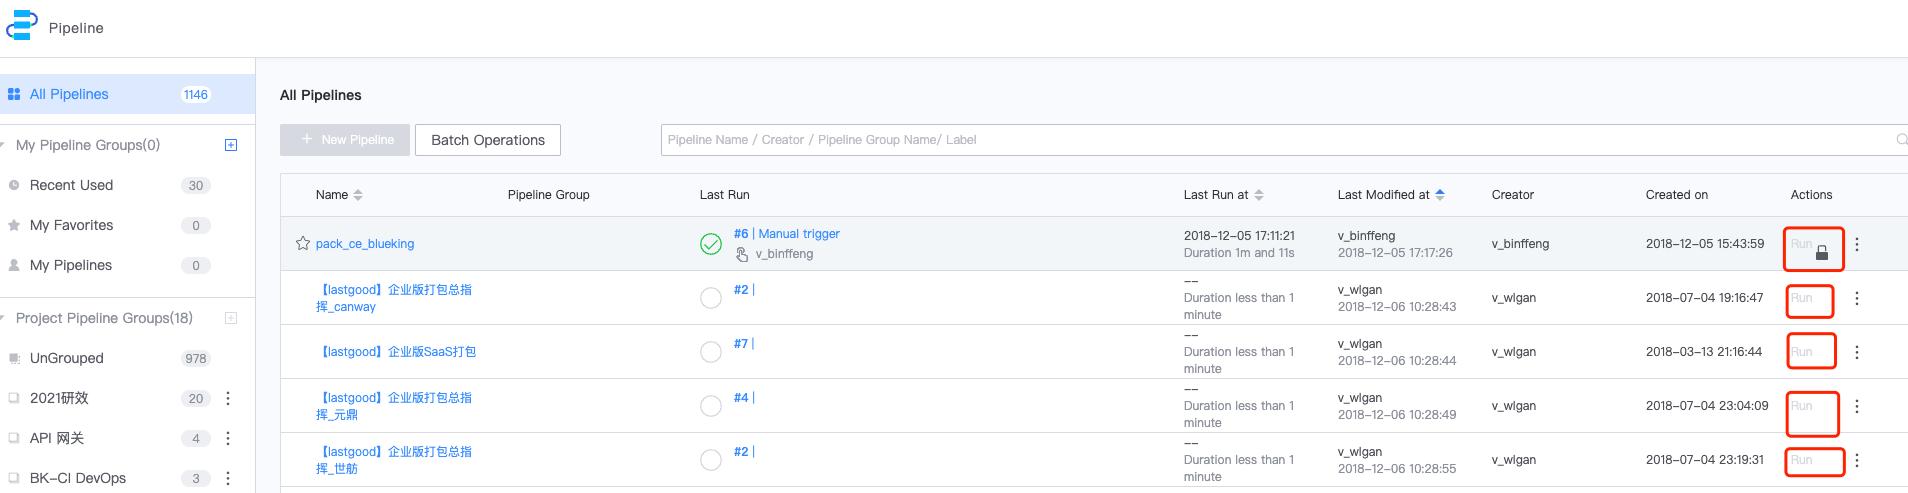 Pipeline
All Pipelines 1146
My Pipeline Groups(0)
Recent Used 30
My Favorites 0
My Pipelines 0
Project Pipeline Groups(18)
UnGrouped 978
2021研效 20
API 网关 4
BK-CI DevOps 3
All Pipelines
+ New Pipeline
Batch Operations
Pipeline Name / Creator / Pipeline Group Name/ Label
Name Pipeline Group Last Run Last Run at Last Modified at Creator Created on Actions
pack_ce_blueking
#6 | Manual trigger
v_binffeng
2018-12-05 17:11:21
Duration 1m and 11s
v_binffeng
2018-12-05 17:17:26
v_binffeng
2018-12-05 15:43:59
Run
【lastgood】企业版打包总指
挥_canway
#2 |
--
Duration less than 1
minute
v_wlgan
2018-12-06 10:28:43
v_wlgan
2018-07-04 19:16:47
Run
【lastgood】企业版SaaS打包
#7 |
--
Duration less than 1
minute
v_wlgan
2018-12-06 10:28:44
v_wlgan
2018-03-13 21:16:44
Run
【lastgood】企业版打包总指
挥_元鼎
#4 |
--
Duration less than 1
minute
v_wlgan
2018-12-06 10:28:49
v_wlgan
2018-07-04 23:04:09
Run
【lastgood】企业版打包总指
挥_世舫
#2 |
--
Duration less than 1
minute
v_wlgan
2018-12-06 10:28:55
v_wlgan
2018-07-04 23:19:31
Run